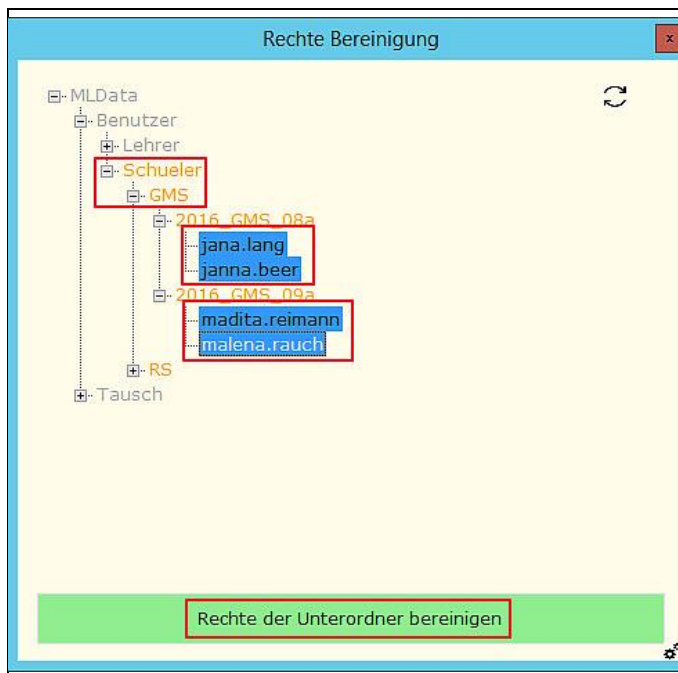 Rechte Bereinigung
x
MLData
Benutzer
Lehrer
Schueler
GMS
2016_GMS_08a
jana.lang
janna.beer
2016_GMS_09a
madita.reimann
malena.rauch
RS
Tausch
Rechte der Unterordner bereinigen